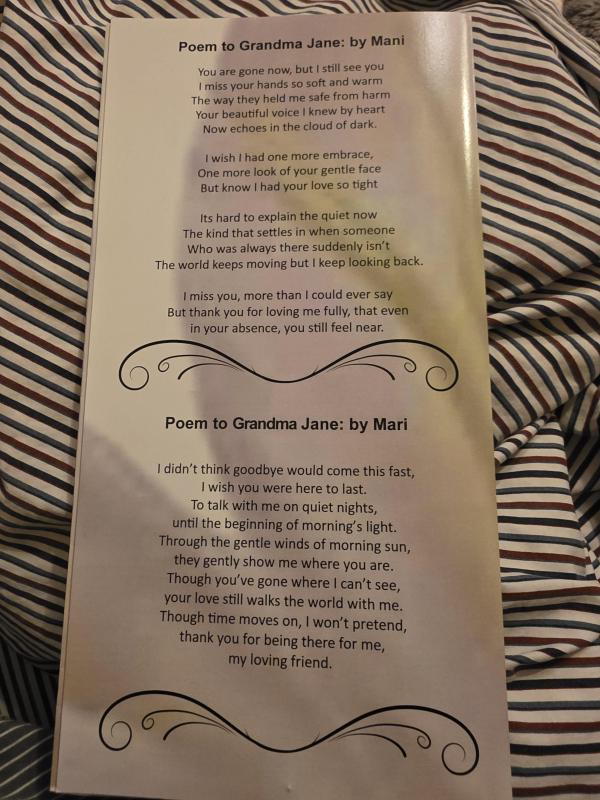 Poem to Grandma Jane: by Mani
You are gone now, but I still see you
I miss your hands so soft and warm
The way they held me safe from harm
Your beautiful voice I knew by heart
Now echoes in the cloud of dark.
I wish I had one more embrace,
One more look of your gentle face
But know I had your love so tight
Its hard to explain the quiet now
The kind that settles in when someone
Who was always there suddenly isn't
The world keeps moving but I keep looking back.
I miss you, more than I could ever say
But thank you for loving me fully, that even
in your absence, you still feel near.
Poem to Grandma Jane: by Mari
I didn't think goodbye would come this fast,
I wish you were here to last.
To talk with me on quiet nights,
until the beginning of morning's light.
Through the gentle winds of morning sun,
they gently show me where you are.
Though you've gone where I can't see,
your love still walks the world with me.
Though time moves on, I won't pretend,
thank you for being there for me,
my loving friend.